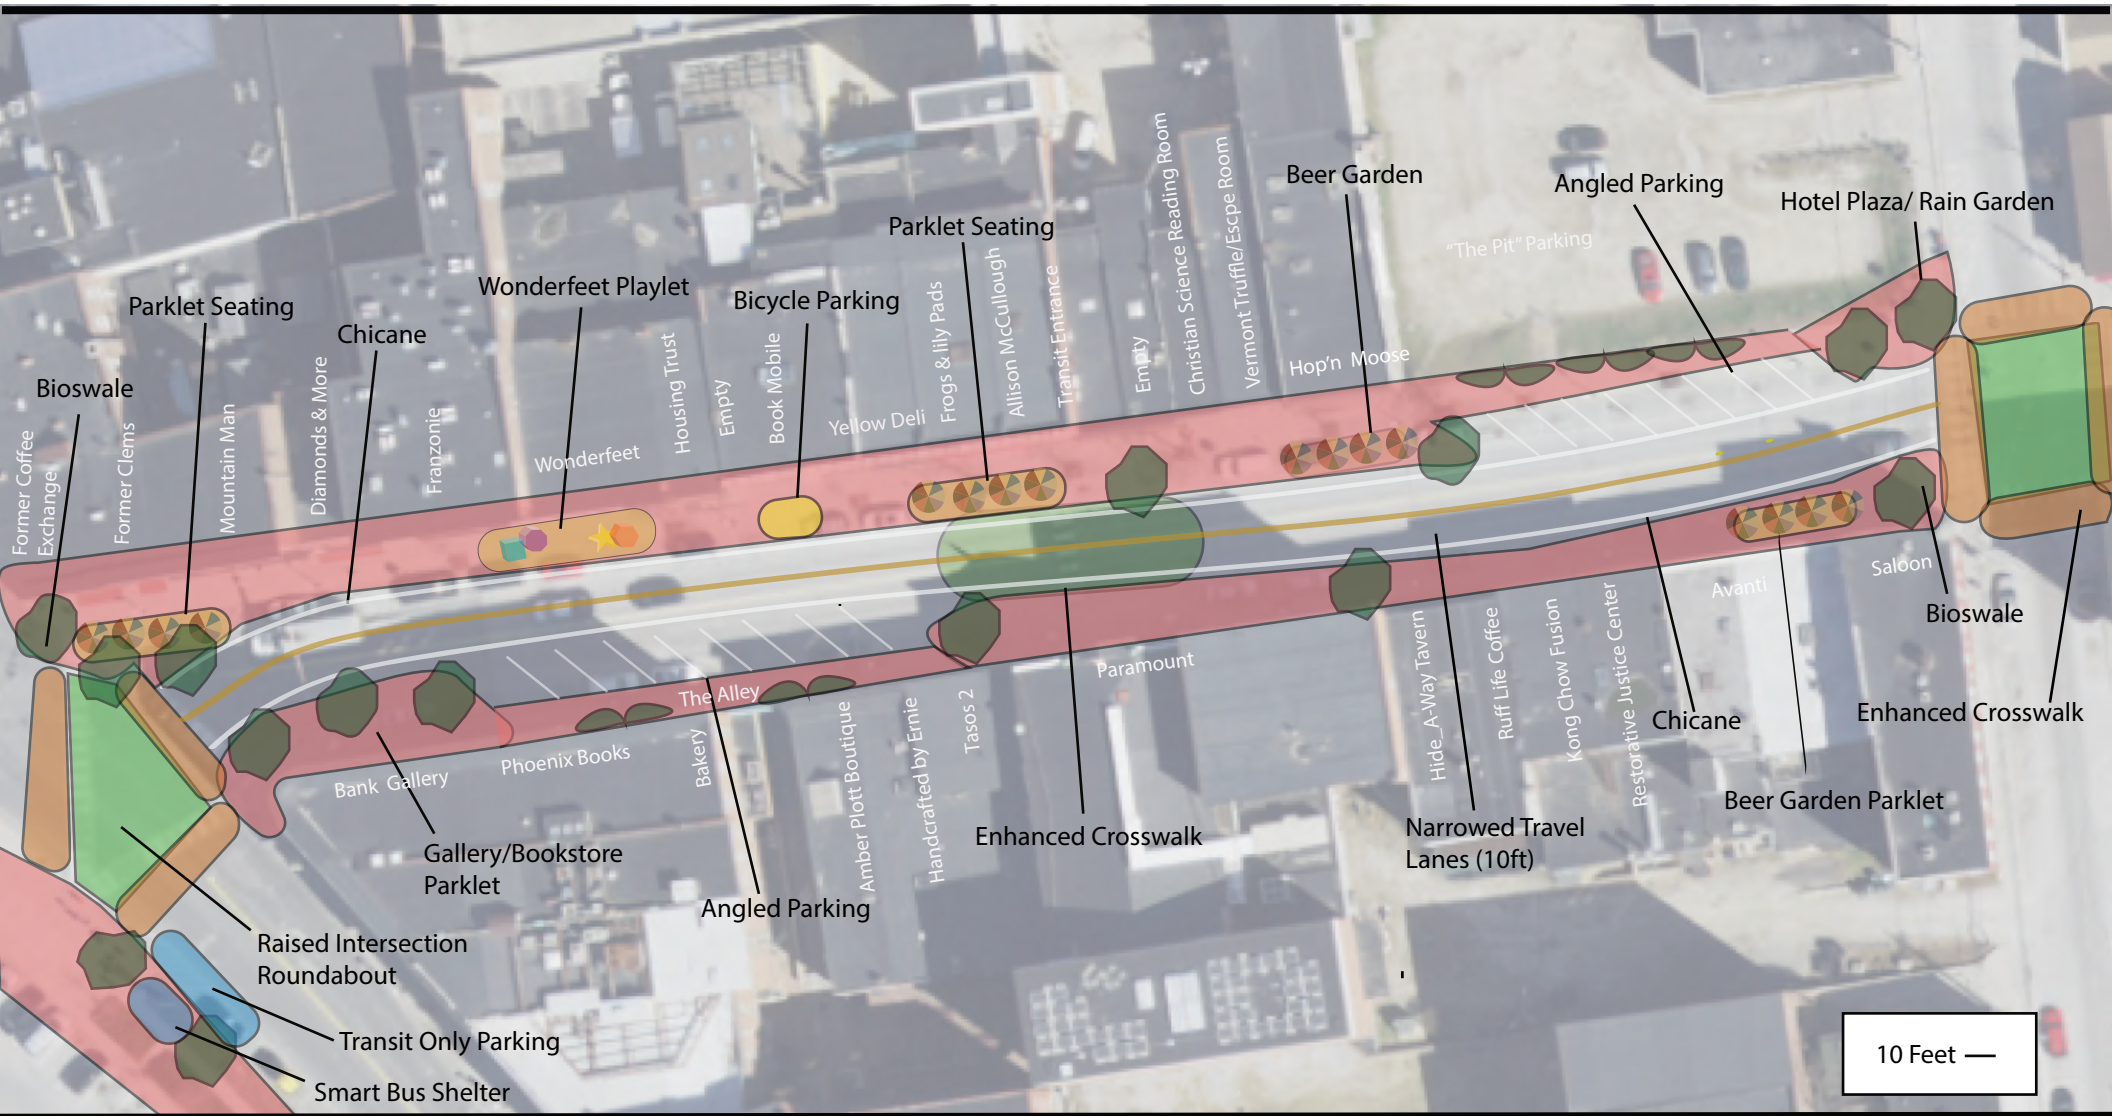 Beer Garden
Angled Parking
Hotel Plaza/ Rain Garden
Parklet Seating
"The Pit" Parking
Wonderfeet Playlet
Bicycle Parking
Parklet Seating
Chicane
Bioswale
Former Coffee
Exchange
Former Clems
Mountain Man
Diamonds & More
Franzonie
Wonderfeet
Housing Trust
Empty
Book Mobile
Yellow Deli
Frogs & lily Pads
Allison McCullough
Transit Entrance
Empty
Christian Science Reading Room
Vermont Truffle/Escpe Room
Hop'n Moose
Bank Gallery
Phoenix Books
Bakery
The Alley
Amber Plott Boutique
Handcrafted by Ernie
Tasos 2
Paramount
Hide_A-Way Tavern
Ruff Life Coffee
Kong Chow Fusion
Restorative Justice Center
Avanti
Saloon
Bioswale
Chicane
Enhanced Crosswalk
Beer Garden Parklet
Narrowed Travel
Lanes (10ft)
Enhanced Crosswalk
Gallery/Bookstore
Parklet
Angled Parking
Raised Intersection
Roundabout
Transit Only Parking
Smart Bus Shelter
10 Feet